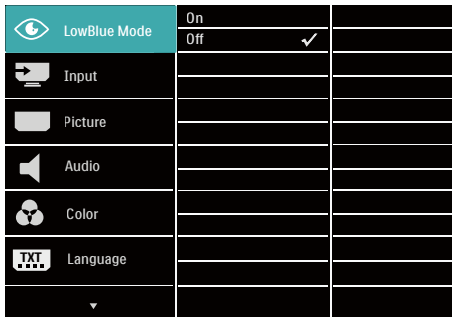 LowBlue Mode
On
Off
Input
Picture
Audio
Color
TXT
Language